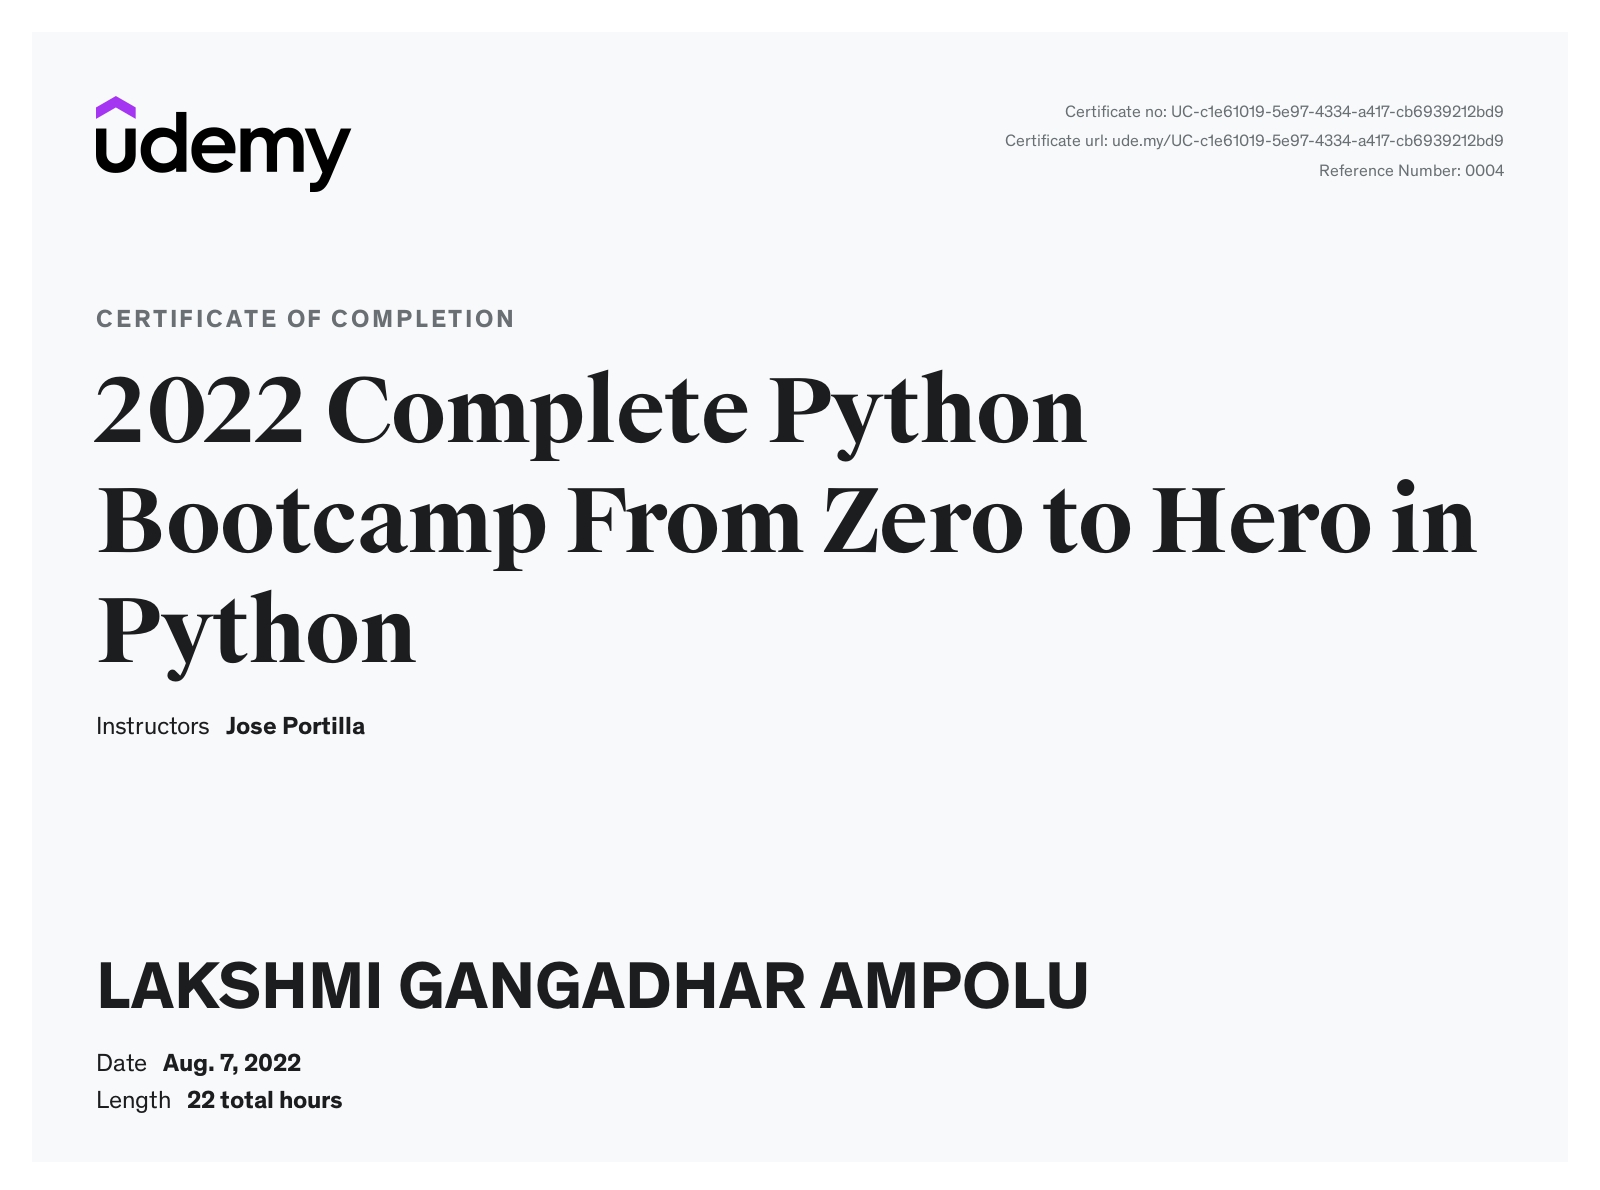 udemy
Certificate no: UC-c1e61019-5e97-4334-a417-cb6939212bd9
Certificate url: ude.my/UC-c1e61019-5e97-4334-a417-cb6939212bd9
Reference Number: 0004
CERTIFICATE OF COMPLETION
2022 Complete Python
Bootcamp From Zero to Hero in
Python
Instructors Jose Portilla
LAKSHMI GANGADHAR AMPOLU
Date Aug. 7, 2022
Length 22 total hours